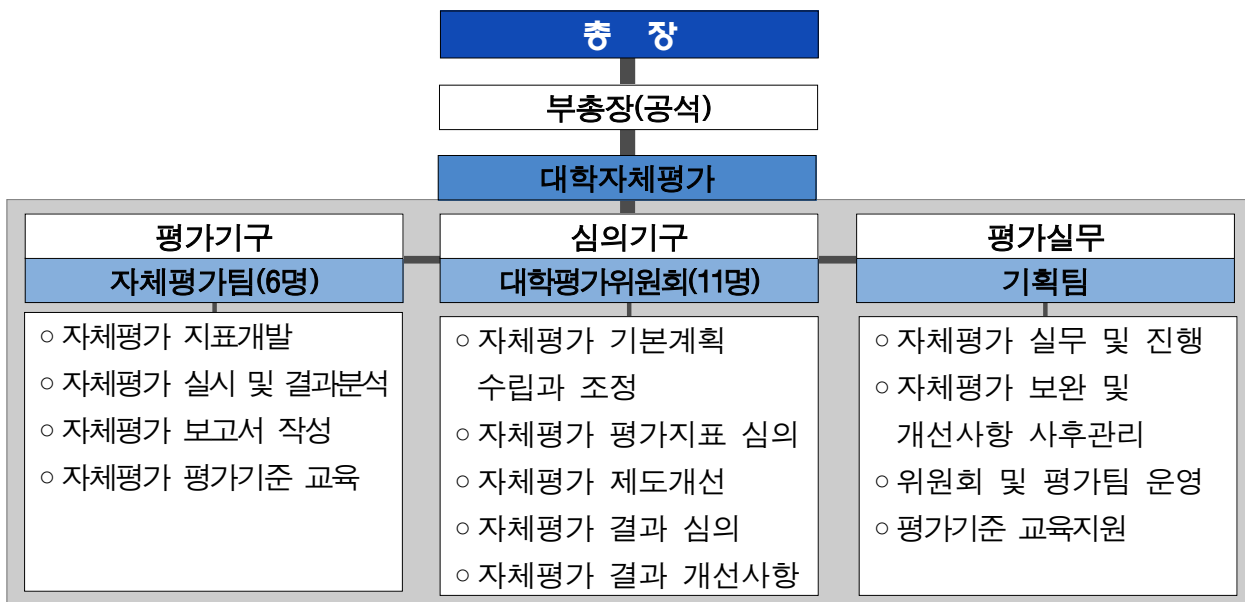 총 장
부총장(공석)
대학자체평가
평가기구
자체평가팀(6명)
○ 자체평가 지표개발
○ 자체평가 실시 및 결과분석
○ 자체평가 보고서 작성
○ 자체평가 평가기준 교육
심의기구
대학평가위원회(11명)
○ 자체평가 기본계획
수립과 조정
○ 자체평가 평가지표 심의
○ 자체평가 제도개선
○ 자체평가 결과 심의
○ 자체평가 결과 개선사항
평가실무
기획팀
○ 자체평가 실무 및 진행
○ 자체평가 보완 및
개선사항 사후관리
○ 위원회 및 평가팀 운영
○ 평가기준 교육지원